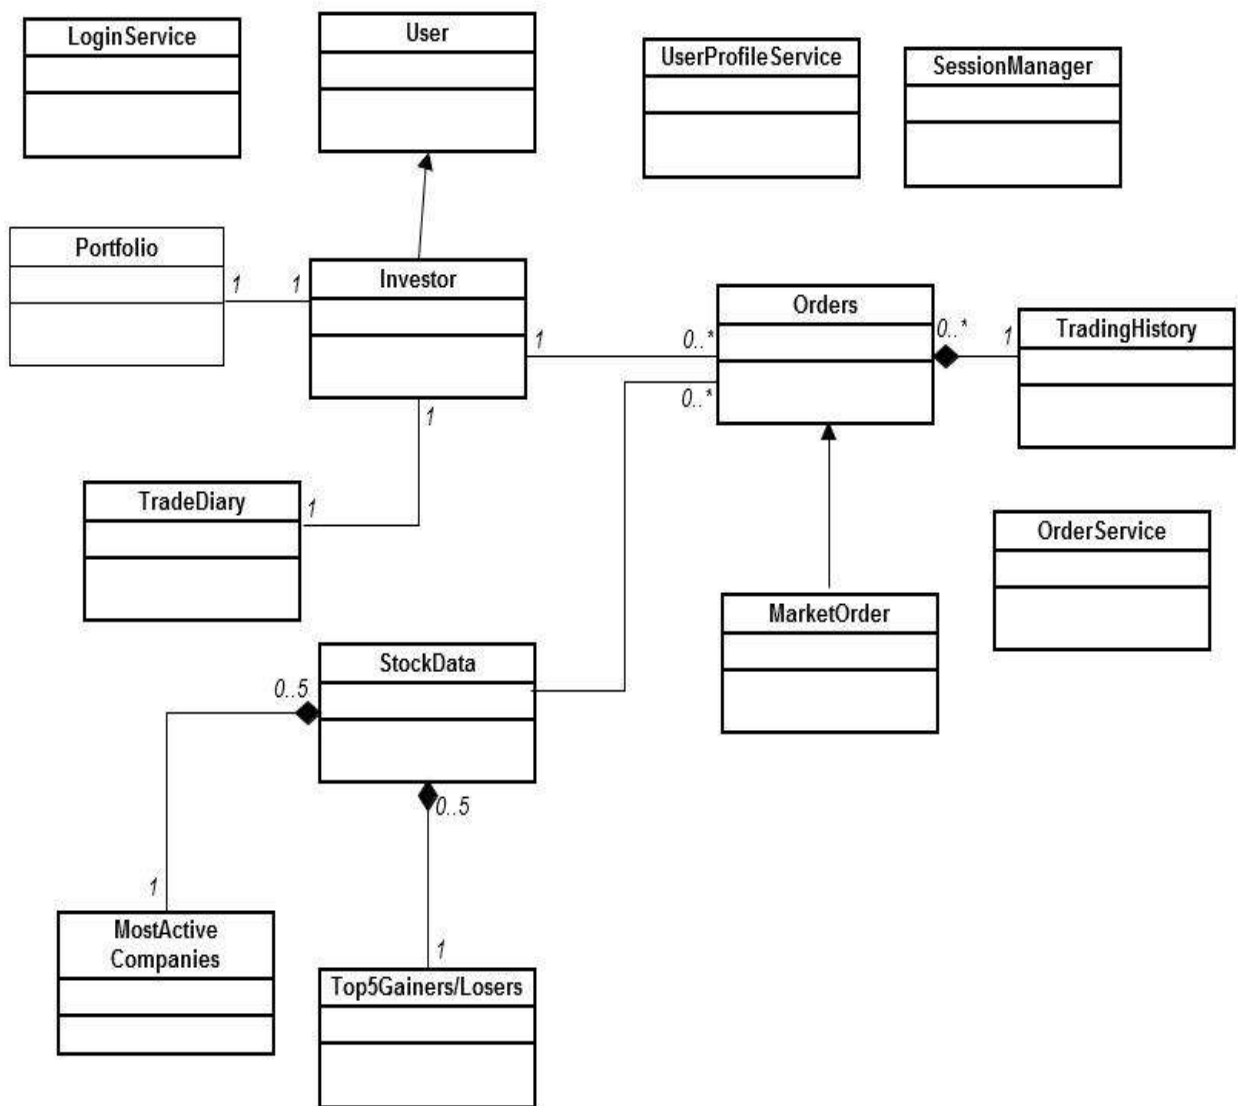 LoginService
User
UserProfileService
SessionManager
Portfolio
1
1
Investor
Orders
1
0..*
0..*
1
TradingHistory
0..*
1
TradeDiary
1
OrderService
MarketOrder
StockData
0..5
0..5
1
MostActive
Companies
1
Top5Gainers/Losers